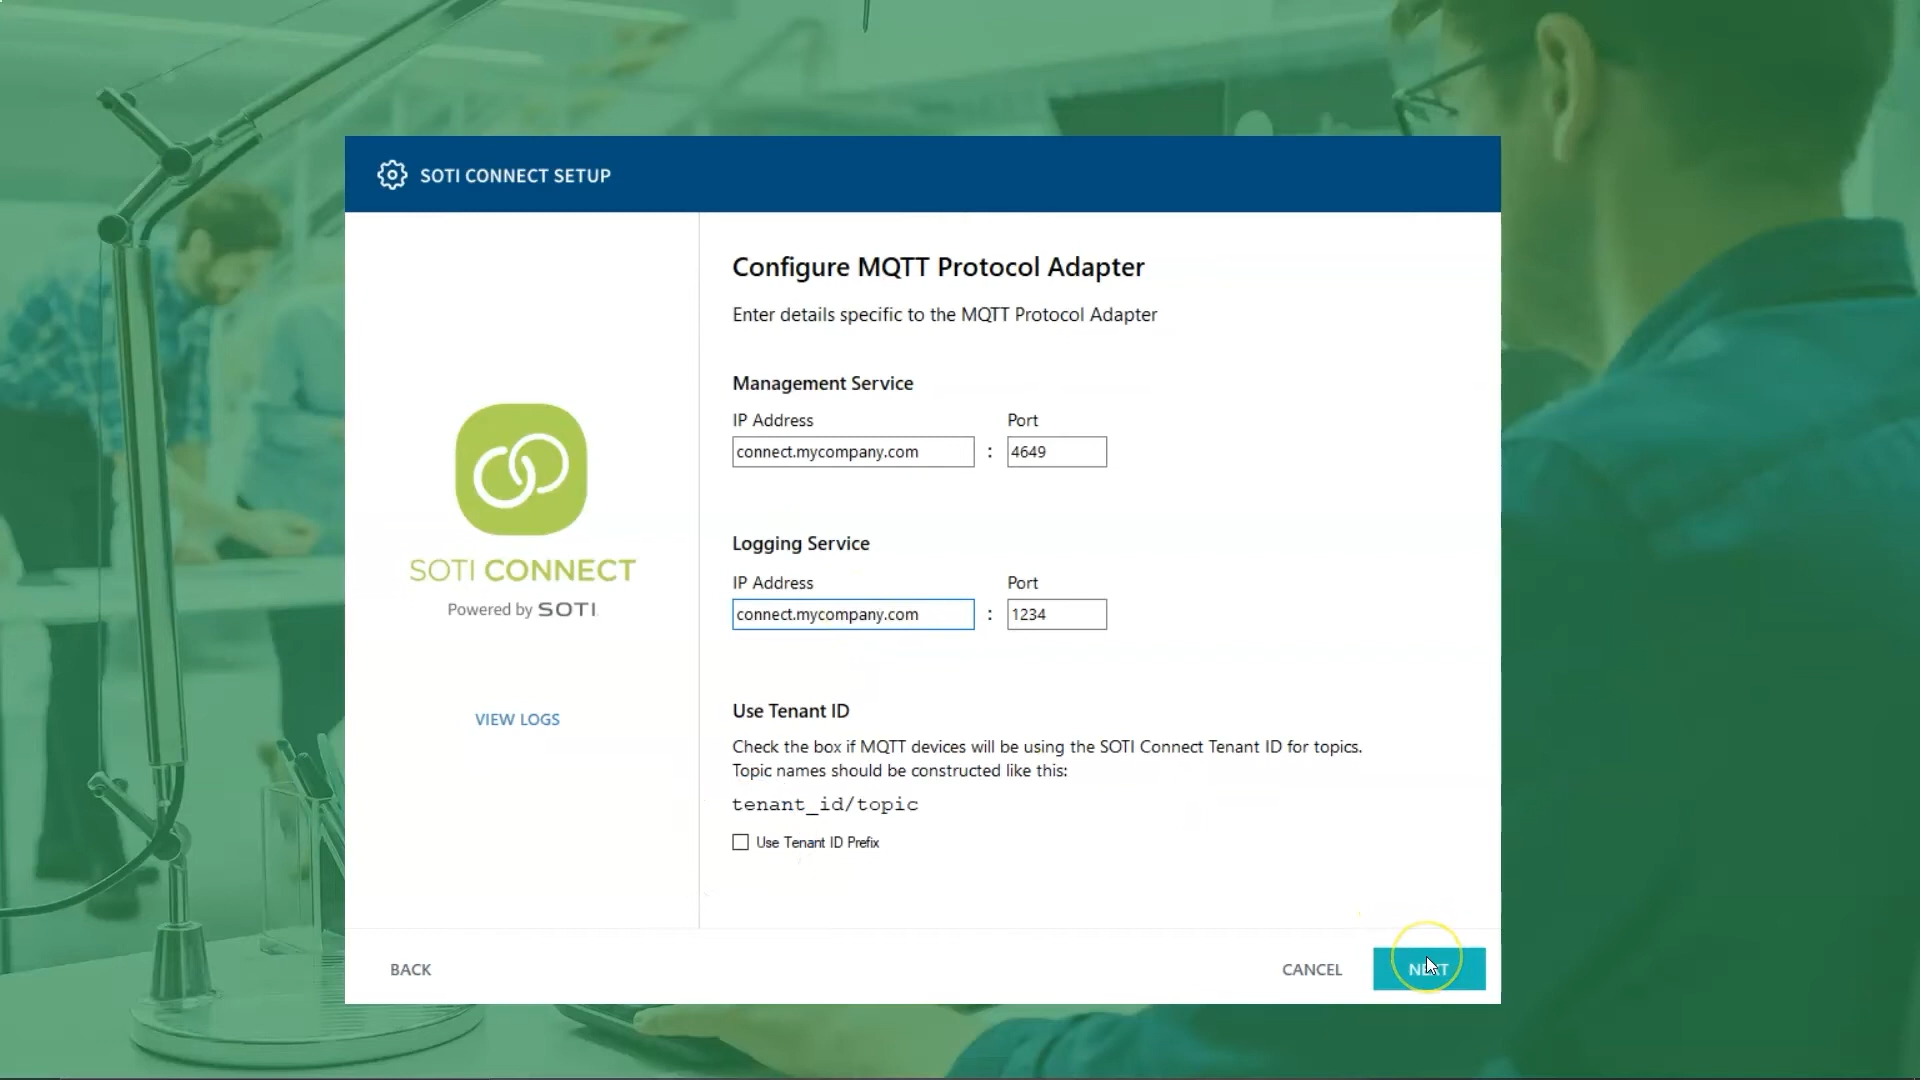 SOTI CONNECT SETUP
Configure MQTT Protocol Adapter
Enter details specific to the MQTT Protocol Adapter
Management Service
IP Address Port
connect.mycompany.com : 4649
Logging Service
IP Address Port
connect.mycompany.com : 1234
SOTI CONNECT
Powered by SOTI
VIEW LOGS
Use Tenant ID
Check the box if MQTT devices will be using the SOTI Connect Tenant ID for topics.
Topic names should be constructed like this:
tenant_id/topic
Use Tenant ID Prefix
BACK CANCEL NEXT